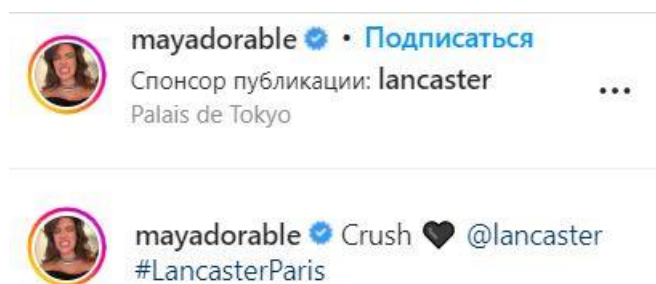 mayadorable • Подписаться
Спонсор публикации: lancaster
Palais de Tokyo
mayadorable Crush 🖤 @lancaster
#LancasterParis